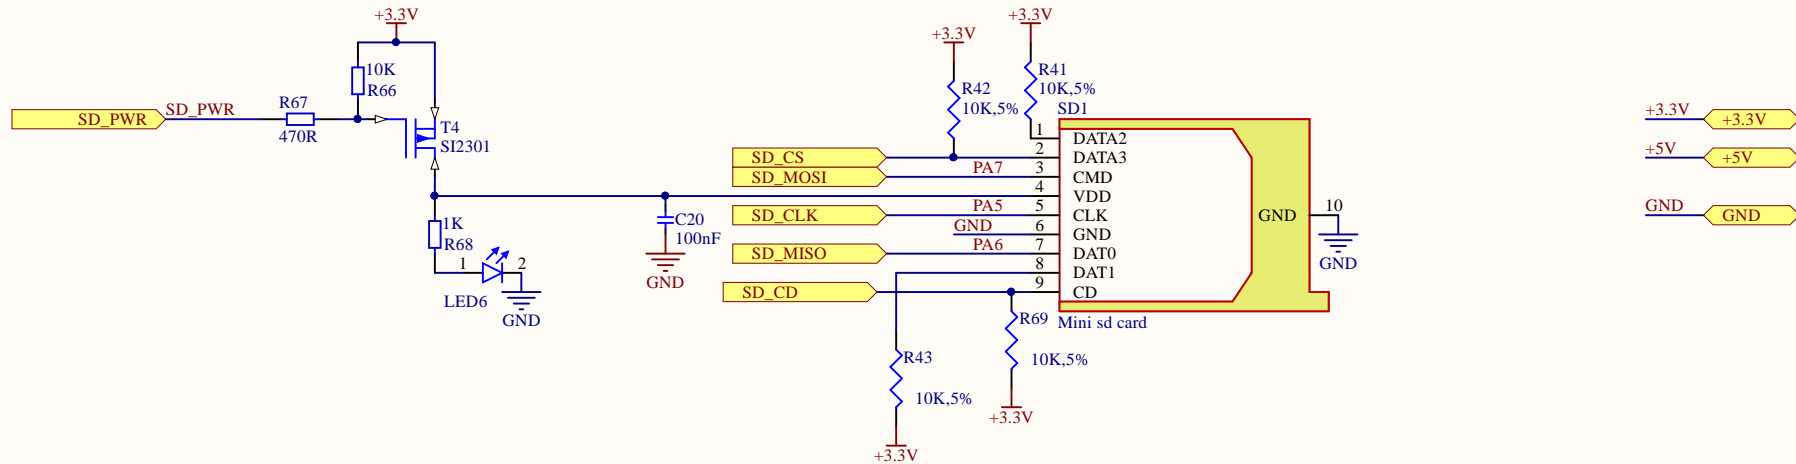 +3.3V
10K
R66
SD_PWR
SD_PWR
R67
470R
T4
SI2301
1K
R68
1
2
LED6
GND
C20
100nF
GND
+3.3V
R42
10K,5%
+3.3V
R41
10K,5%
SD1
SD_CS
SD_MOSI
PA7
SD_CLK
PA5
GND
SD_MISO
PA6
SD_CD
1 DATA2
2 DATA3
3 CMD
4 VDD
5 CLK
6 GND
7 DAT0
8 DAT1
9 CD
GND
10
GND
Mini sd card
R69
10K,5%
+3.3V
R43
10K,5%
+3.3V
+3.3V
+3.3V
+5V
+5V
GND
GND